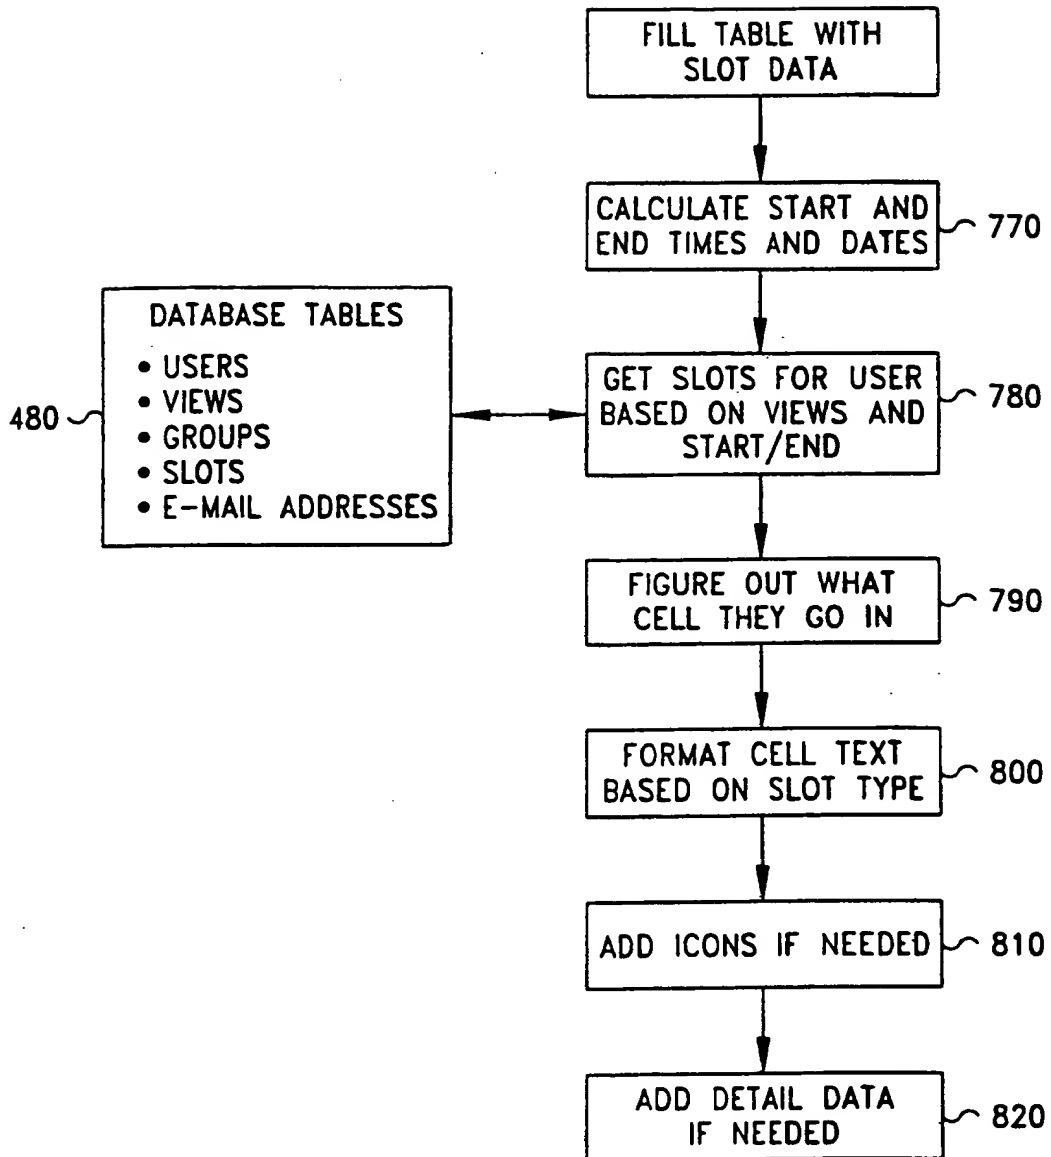 FILL TABLE WITH
SLOT DATA
CALCULATE START AND
END TIMES AND DATES
770
DATABASE TABLES
• USERS
• VIEWS
• GROUPS
• SLOTS
• E-MAIL ADDRESSES
480
GET SLOTS FOR USER
BASED ON VIEWS AND
START/END
780
FIGURE OUT WHAT
CELL THEY GO IN
790
FORMAT CELL TEXT
BASED ON SLOT TYPE
800
ADD ICONS IF NEEDED
810
ADD DETAIL DATA
IF NEEDED
820